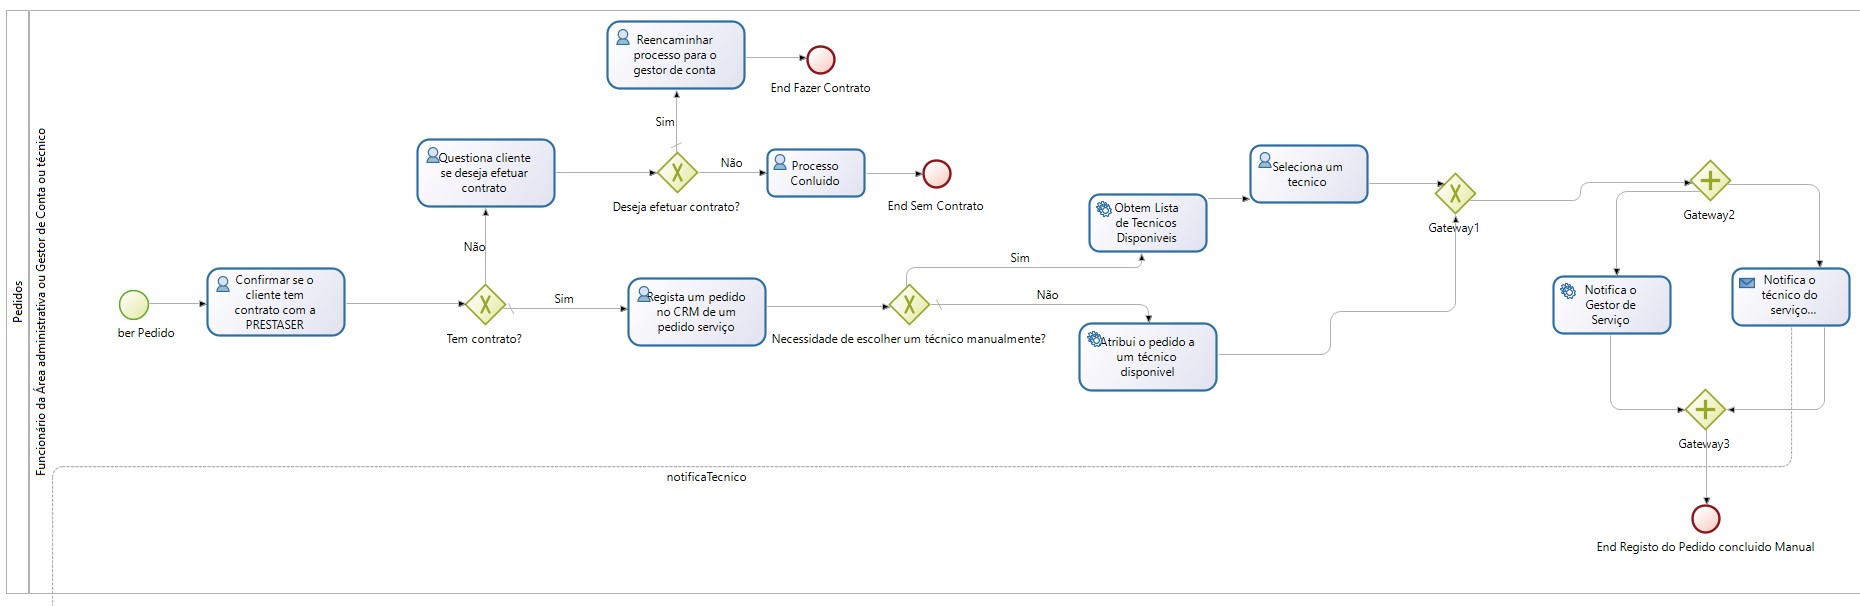 Pedidos
Funcionário da Área administrativa ou Gestor de Conta ou técnico
ber Pedido
Confirmar se o
cliente tem
contrato com a
PRESTASER
Não
Tem contrato?
Sim
Questiona cliente
se deseja efetuar
contrato
Sim
Deseja efetuar contrato?
Reencaminhar
processo para o
gestor de conta
End Fazer Contrato
Não
Processo
Conluido
End Sem Contrato
Regista um pedido
no CRM de um
pedido serviço
Necessidade de escolher um técnico manualmente?
Sim
Não
Obtem Lista
de Tecnicos
Disponiveis
Seleciona um
tecnico
Atribui o pedido a
um técnico
disponivel
Gateway1
Gateway2
Notifica o
Gestor de
Serviço
Notifica o
técnico do
serviço...
Gateway3
notificaTecnico
End Registo do Pedido concluido Manual